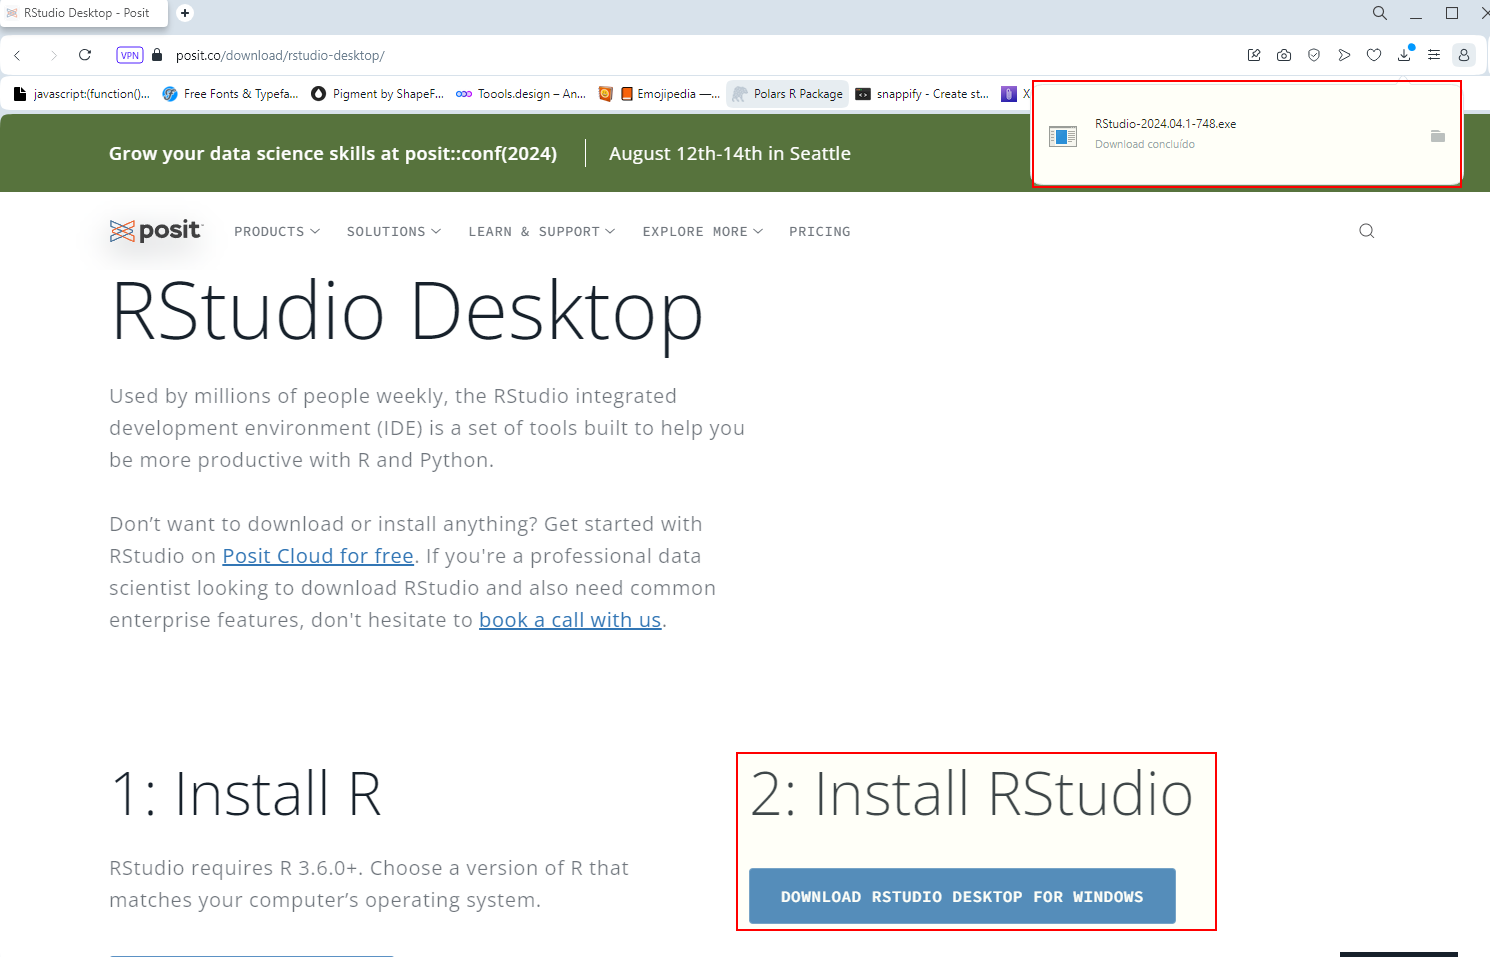 RStudio Desktop - Posit
VPN
posit.co/download/rstudio-desktop/
javascript:(function()...
Free Fonts & Typefa...
Pigment by ShapeF...
Toools.design – An...
Emojipedia —...
Polars R Package
snappify - Create st...
X
RStudio-2024.04.1-748.exe
Download concluído
Grow your data science skills at posit::conf(2024)
August 12th-14th in Seattle
posit
PRODUCTS
SOLUTIONS
LEARN & SUPPORT
EXPLORE MORE
PRICING
RStudio Desktop
Used by millions of people weekly, the RStudio integrated
development environment (IDE) is a set of tools built to help you
be more productive with R and Python.
Don’t want to download or install anything? Get started with
RStudio on Posit Cloud for free. If you're a professional data
scientist looking to download RStudio and also need common
enterprise features, don't hesitate to book a call with us.
1: Install R
RStudio requires R 3.6.0+. Choose a version of R that
matches your computer’s operating system.
2: Install RStudio
DOWNLOAD RSTUDIO DESKTOP FOR WINDOWS